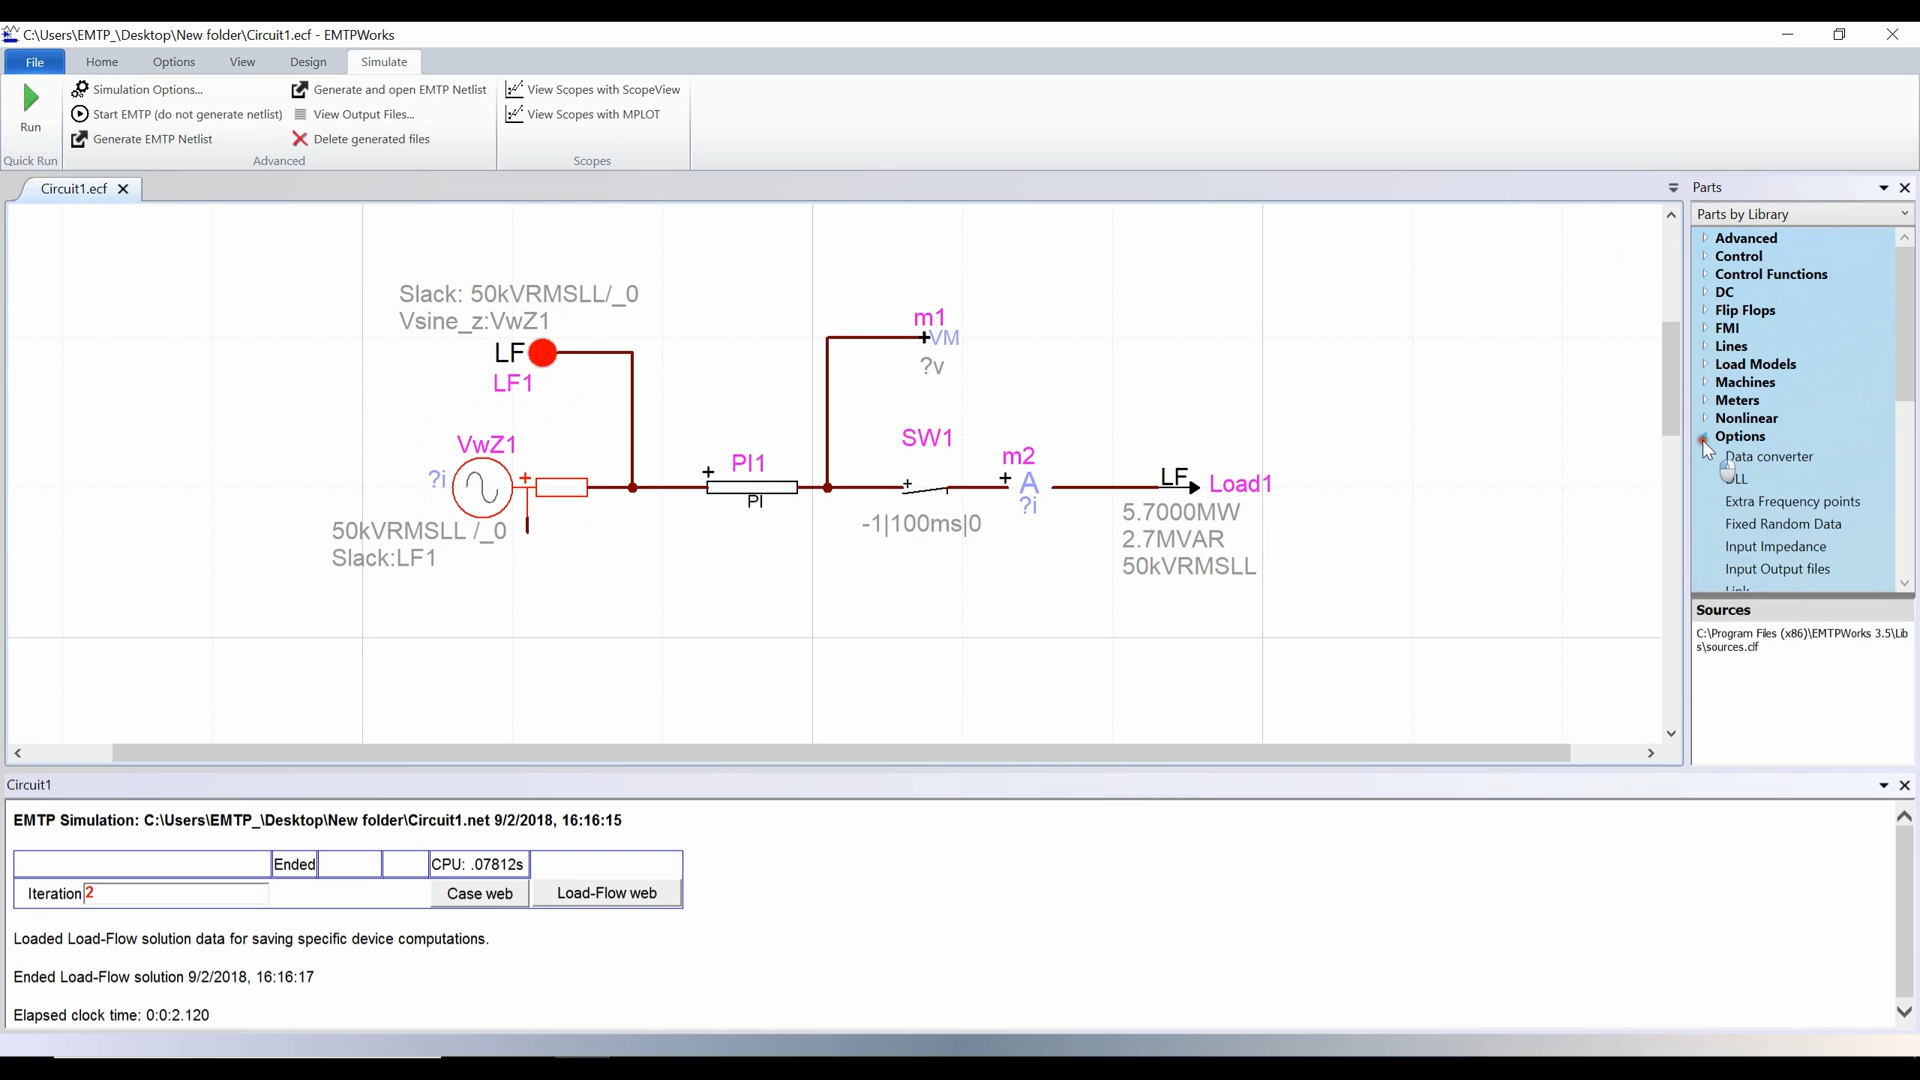 C:\Users\EMTP_\Desktop\New folder\Circuit1.ecf - EMTPWorks
File Home Options View Design Simulate
Run
Quick Run
Simulation Options...
Start EMTP (do not generate netlist)
Generate EMTP Netlist
Generate and open EMTP Netlist
View Output Files...
Delete generated files
Advanced
View Scopes with ScopeView
View Scopes with MPLOT
Scopes
Circuit1.ecf
Slack: 50kVRMSLL/_0
Vsine_z:VwZ1
LF
LF1
VwZ1
?i
+
50kVRMSLL /_0
Slack:LF1
+
PI1
PI
m1
+VM
?v
SW1
+
-1|100ms|0
m2
+
A
?i
LF
Load1
5.7000MW
2.7MVAR
50kVRMSLL
Parts
Parts by Library
Advanced
Control
Control Functions
DC
Flip Flops
FMI
Lines
Load Models
Machines
Meters
Nonlinear
Options
Data converter
Extra Frequency points
Fixed Random Data
Input Impedance
Input Output files
Sources
C:\Program Files (x86)\EMTPWorks 3.5\Lib
s\sources.clf
Circuit1
EMTP Simulation: C:\Users\EMTP_\Desktop\New folder\Circuit1.net 9/2/2018, 16:16:15
Ended CPU: .07812s
Iteration 2 Case web Load-Flow web
Loaded Load-Flow solution data for saving specific device computations.
Ended Load-Flow solution 9/2/2018, 16:16:17
Elapsed clock time: 0:0:2.120